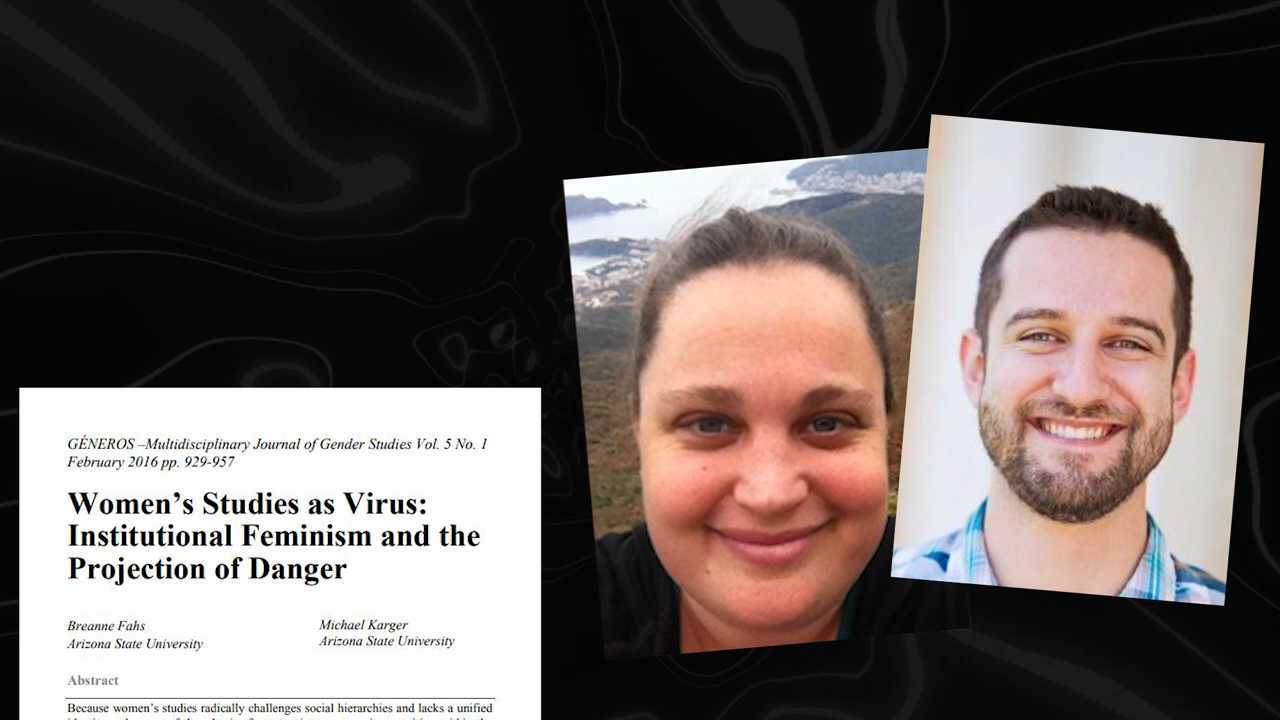 GÉNEROS –Multidisciplinary Journal of Gender Studies Vol. 5 No. 1
February 2016 pp. 929-957
Women’s Studies as Virus:
Institutional Feminism and the
Projection of Danger
Breanne Fahs
Arizona State University
Michael Karger
Arizona State University
Abstract
Because women’s studies radically challenges social hierarchies and lacks a unified